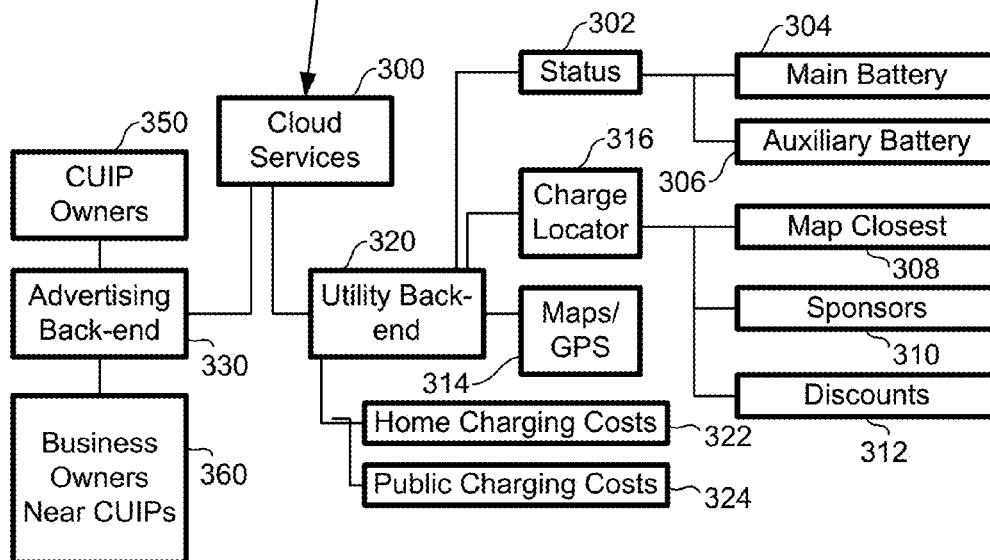 302
304
Status
Main Battery
300
Cloud
Services
350
316
Auxiliary Battery
306
CUIP
Owners
Charge
Locator
Map Closest
308
320
Advertising
Back-end
330
Utility Back-
end
Maps/
GPS
314
Sponsors
310
Discounts
312
Home Charging Costs
322
Business
Owners
Near CUIPs
360
Public Charging Costs
324